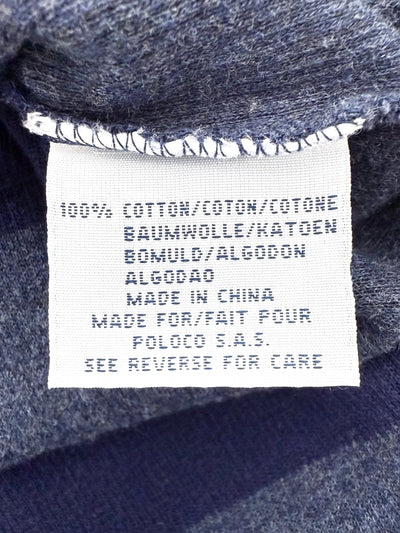 100% COTTON/COTON/COTONE
BAUMWOLLE/KATOEN
BOMULD/ALGODON
ALGODAO
MADE IN CHINA
MADE FOR/FAIT POUR
POLOCO S.A.S.
SEE REVERSE FOR CARE